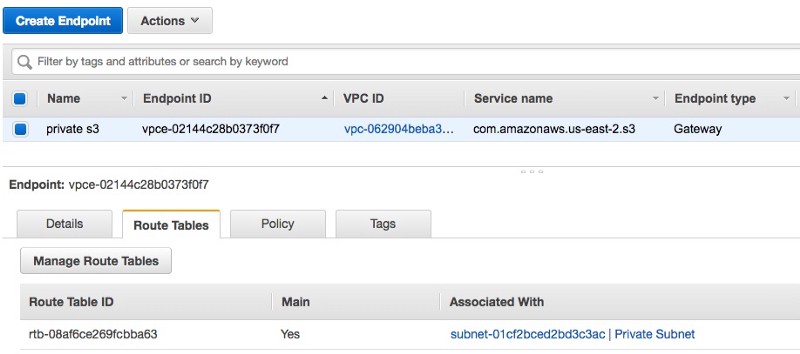 Create Endpoint Actions
Filter by tags and attributes or search by keyword
Name Endpoint ID VPC ID Service name Endpoint type
private s3 vpce-02144c28b0373f0f7 vpc-062904beba3... com.amazonaws.us-east-2.s3 Gateway
Endpoint: vpce-02144c28b0373f0f7
Details Route Tables Policy Tags
Manage Route Tables
Route Table ID Main Associated With
rtb-08af6ce269fcbba63 Yes subnet-01cf2bced2bd3c3ac | Private Subnet